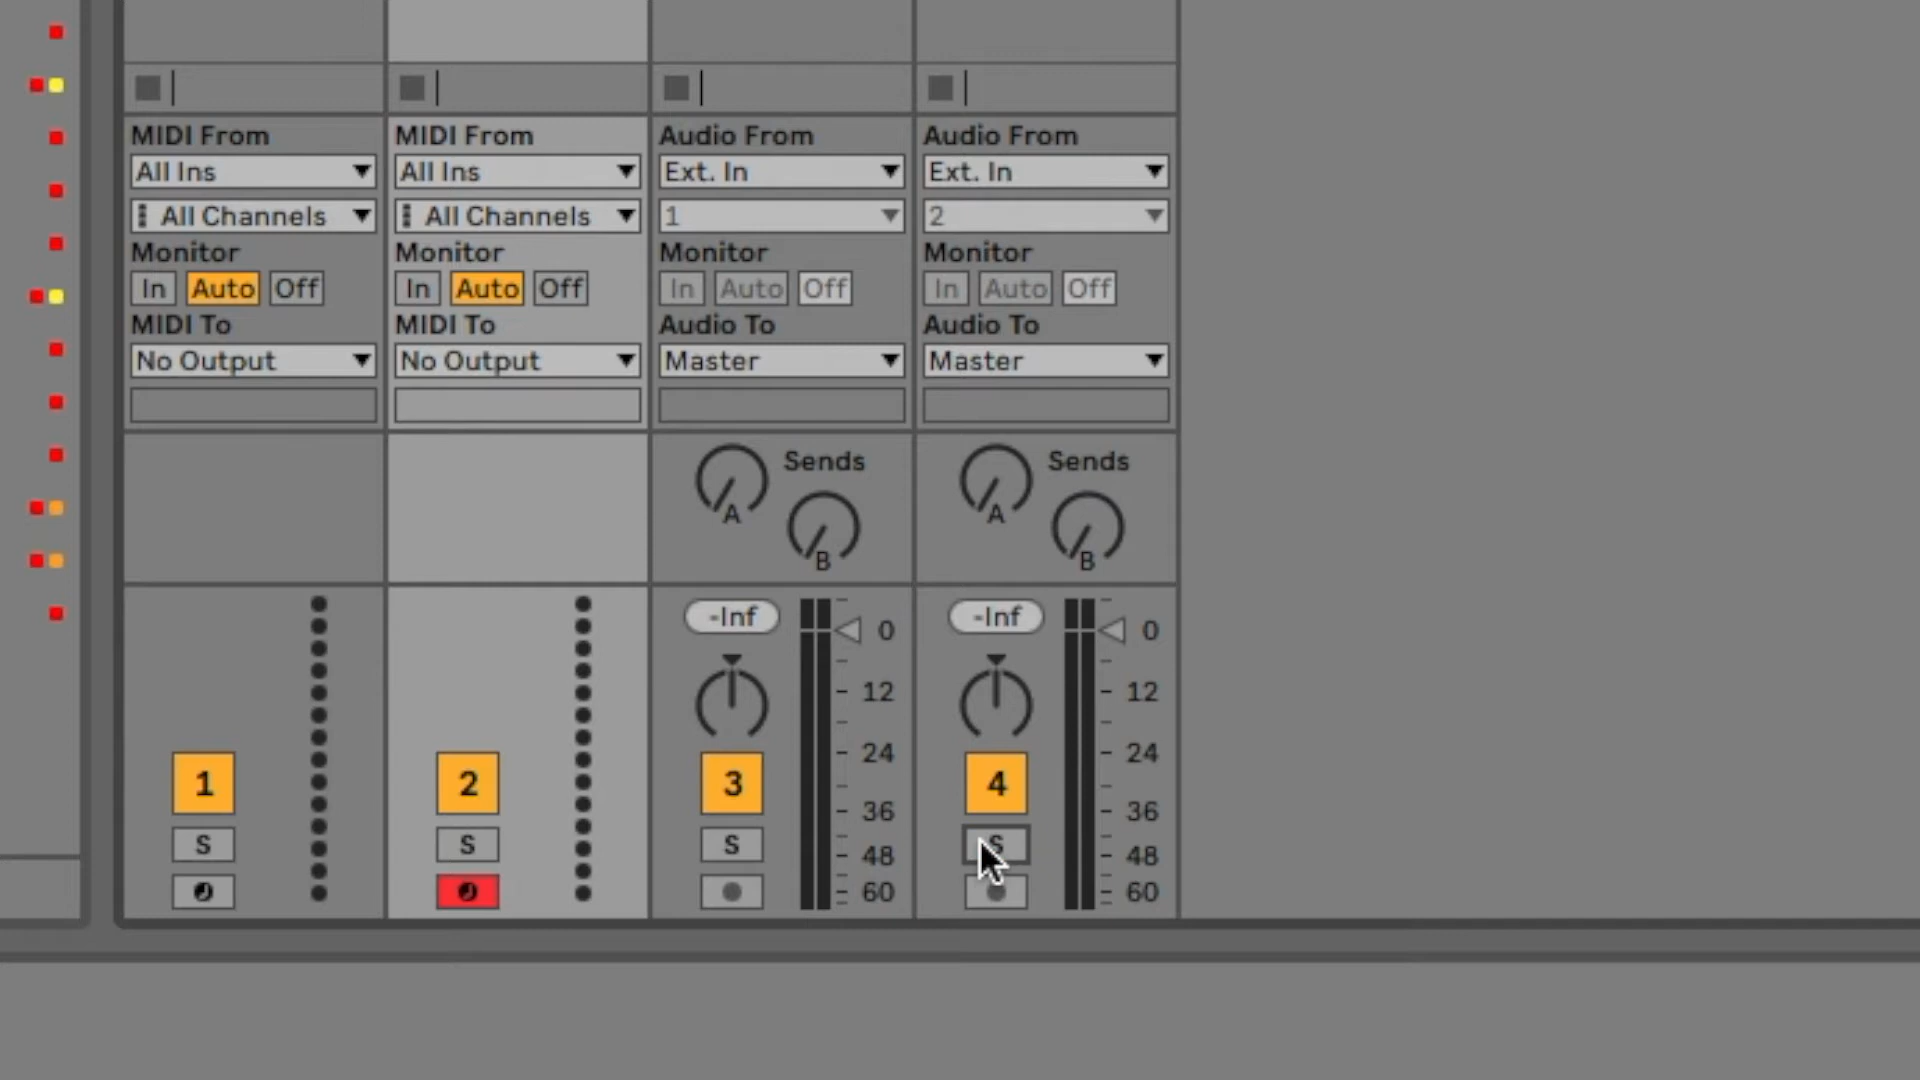 MIDI From MIDI From Audio From Audio From
All Ins All Ins Ext. In Ext. In
All Channels All Channels 1 2
Monitor Monitor Monitor Monitor
In Auto Off In Auto Off In Auto Off In Auto Off
MIDI To MIDI To Audio To Audio To
No Output No Output Master Master
Sends Sends
A A
B B
-Inf 0 -Inf 0
12 12
1 2 3 24 4 24
36 36
S S S 48 S 48
60 60